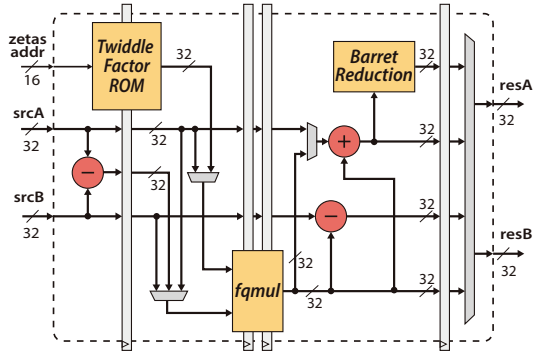 zetas
addr
16
Twiddle
Factor
ROM
32
Barret
Reduction
32
resA
32
srcA
32
32
+
32
−
32
srcB
32
−
32
resB
32
32
fqmul
32
32